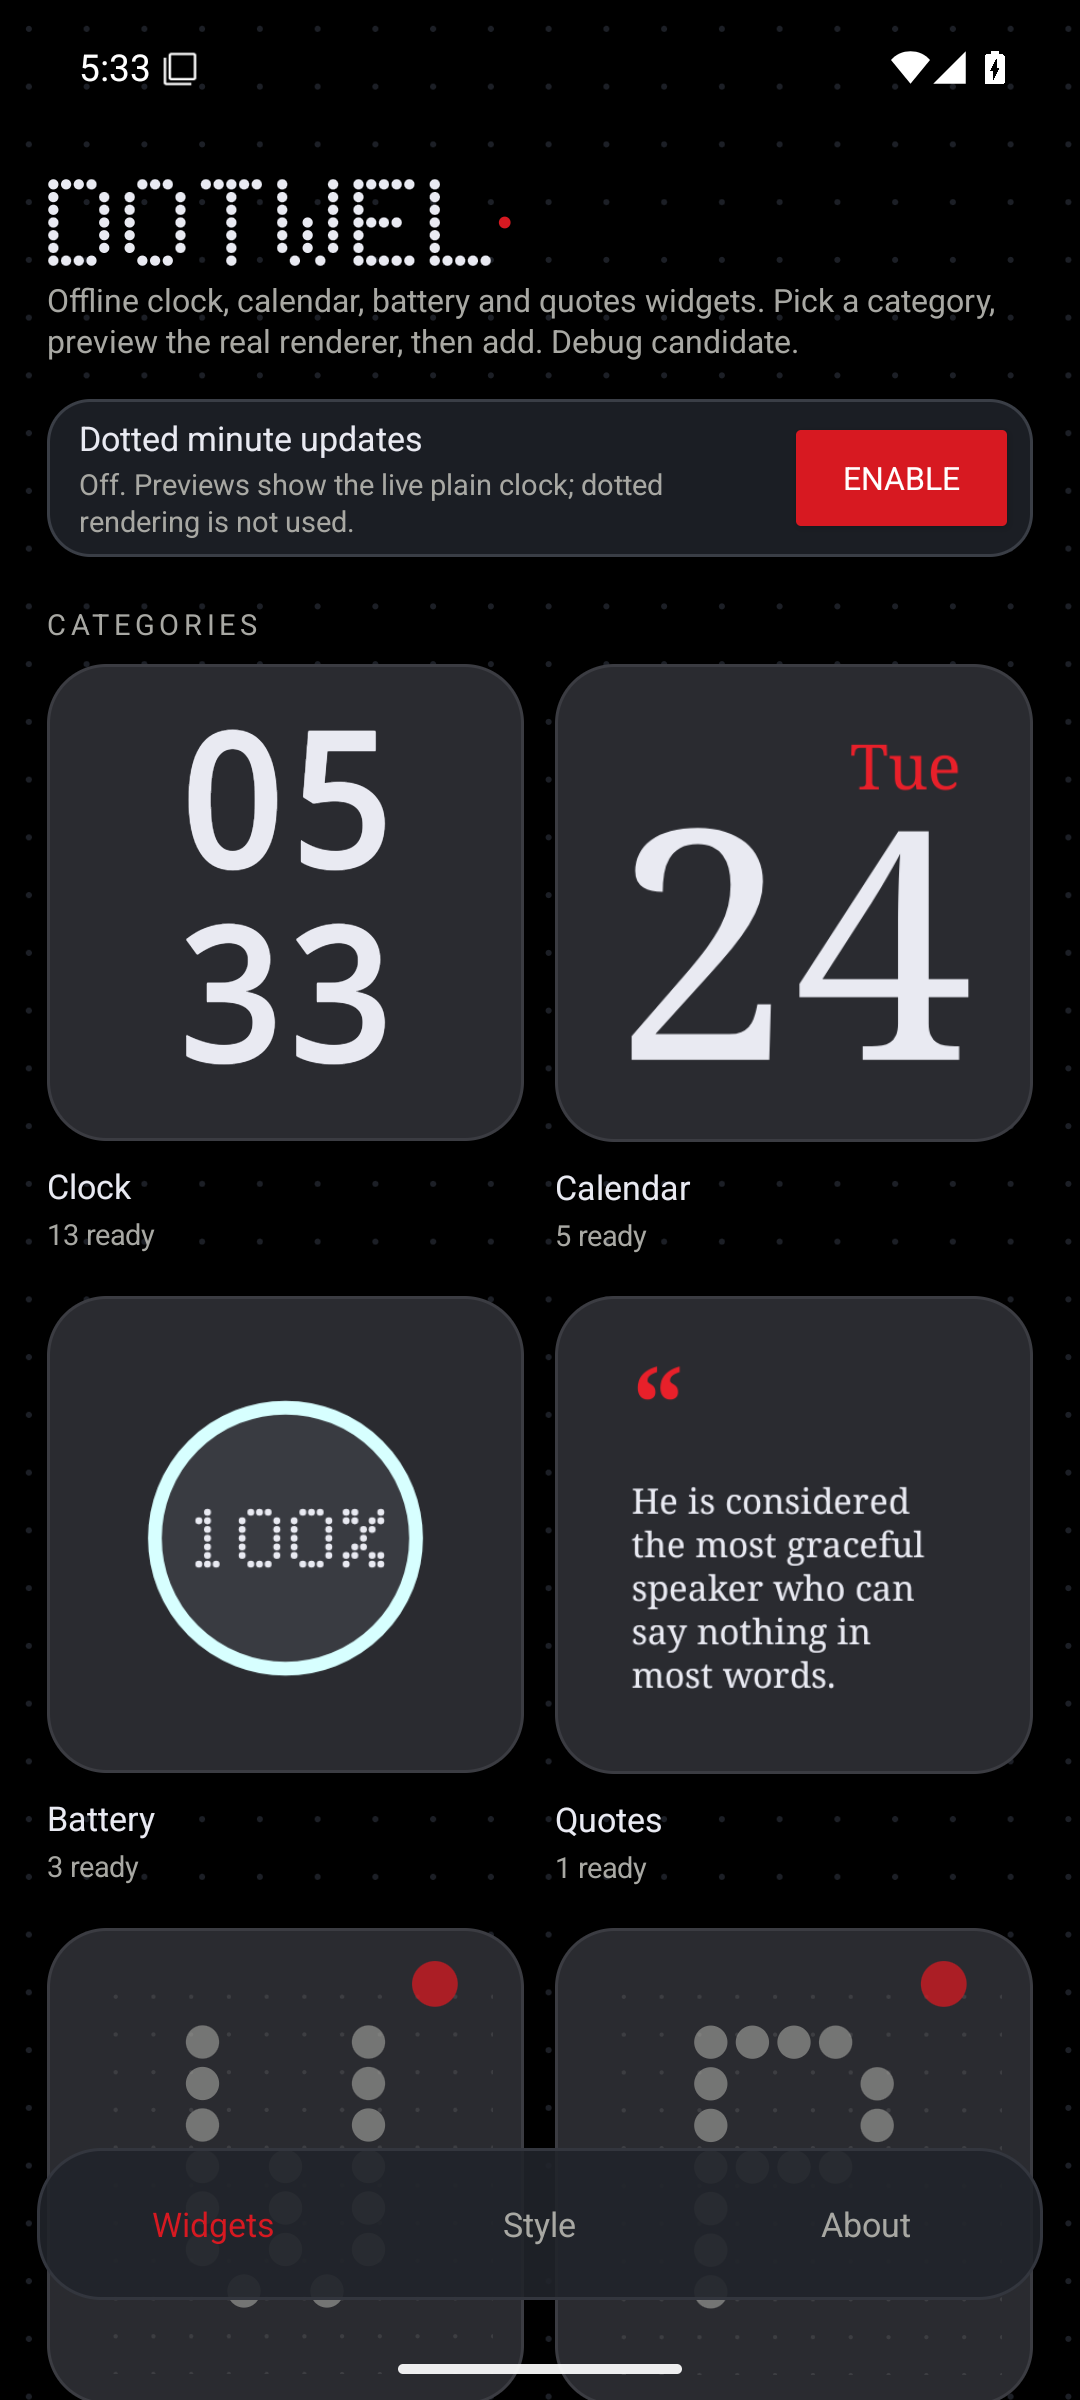 5:33
DOTWEL
Offline clock, calendar, battery and quotes widgets. Pick a category,
preview the real renderer, then add. Debug candidate.
Dotted minute updates
Off. Previews show the live plain clock; dotted
rendering is not used.
ENABLE
CATEGORIES
05
33
Tue
24
Clock
13 ready
Calendar
5 ready
100%
“
He is considered
the most graceful
speaker who can
say nothing in
most words.
Battery
3 ready
Quotes
1 ready
W
P
Widgets
Style
About